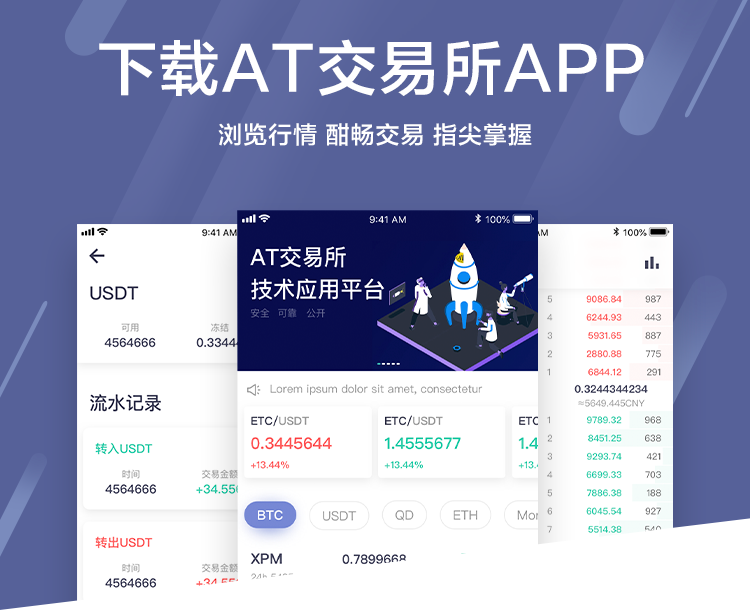 下载AT交易所APP
浏览行情 酣畅交易 指尖掌握
9:41 AM
USDT
可用 冻结
4564666 0.3344
流水记录
转入USDT
时间 交易金额
4564666 +34.55
转出USDT
时间 交易金额
4564666 +34.55
9:41 AM 100%
AT交易所
技术应用平台
安全 可靠 公开
Lorem ipsum dolor sit amet, consectetur
ETC/USDT ETC/USDT ETC/
0.3445644 1.4555677 1.4
+13.44% +13.44% +13.
BTC USDT QD ETH Mor
XPM 0.7899668
AM 100%
5 9086.84 987
4 6244.93 443
3 5931.65 887
2 2880.88 775
1 6844.12 291
0.3244344234
≈5649.445CNY
1 9789.32 968
2 8451.25 638
3 9293.74 421
4 6699.33 703
5 7886.38 188
6 6045.54 927
7 5514.38 540